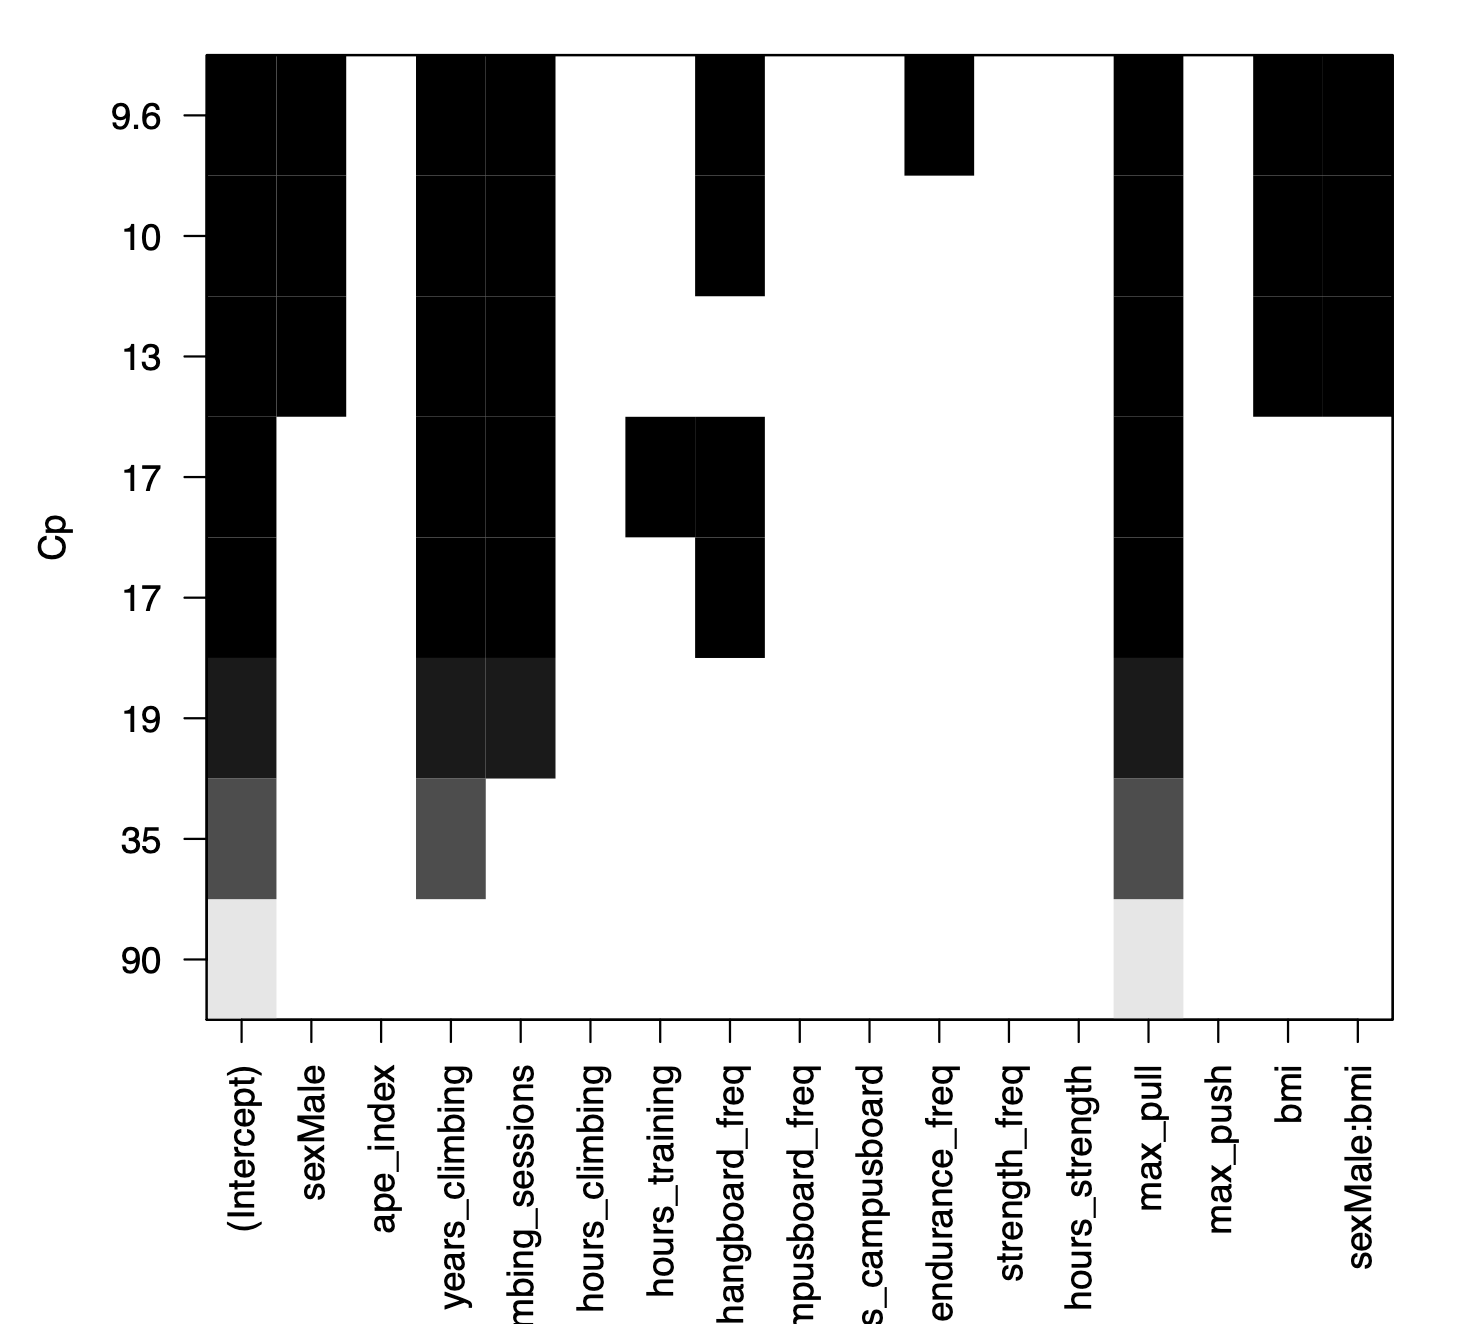 9.6
10
13
17
17
19
35
90
Cp
(Intercept)
sexMale
ape_index
years_climbing
mbing_sessions
hours_climbing
hours_training
hangboard_freq
mpusboard_freq
s_campusboard
endurance_freq
strength_freq
hours_strength
max_pull
max_push
bmi
sexMale:bmi